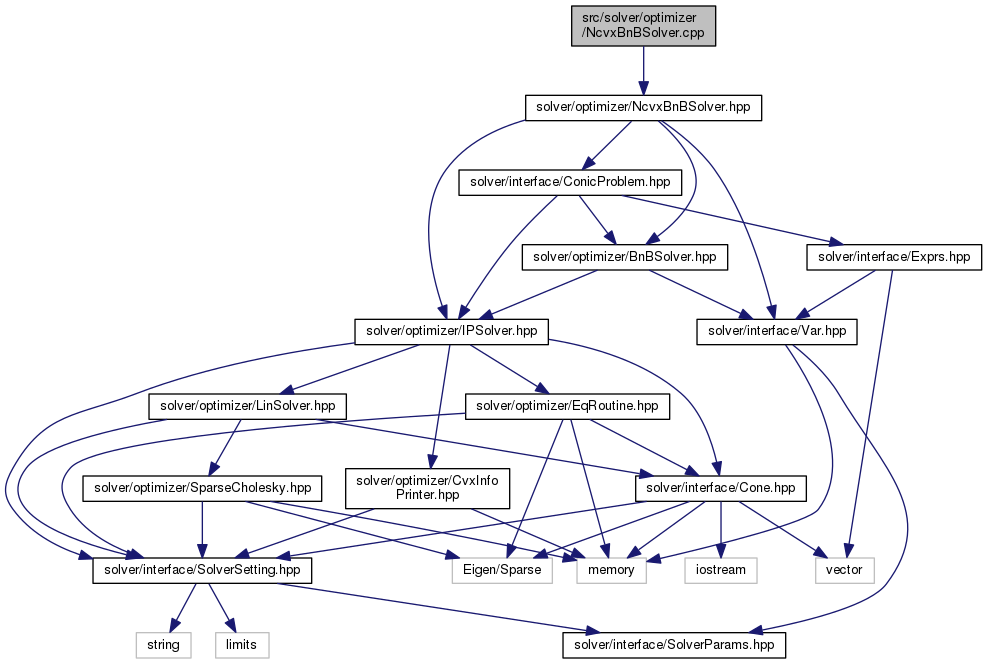 src/solver/optimizer
/NcvxBnBSolver.cpp
solver/optimizer/NcvxBnBSolver.hpp
solver/interface/ConicProblem.hpp
solver/optimizer/BnBSolver.hpp
solver/interface/Exprs.hpp
solver/optimizer/IPSolver.hpp
solver/interface/Var.hpp
solver/optimizer/LinSolver.hpp
solver/optimizer/EqRoutine.hpp
solver/optimizer/SparseCholesky.hpp
solver/optimizer/CvxInfo
Printer.hpp
solver/interface/Cone.hpp
solver/interface/SolverSetting.hpp
Eigen/Sparse
memory
iostream
vector
string
limits
solver/interface/SolverParams.hpp